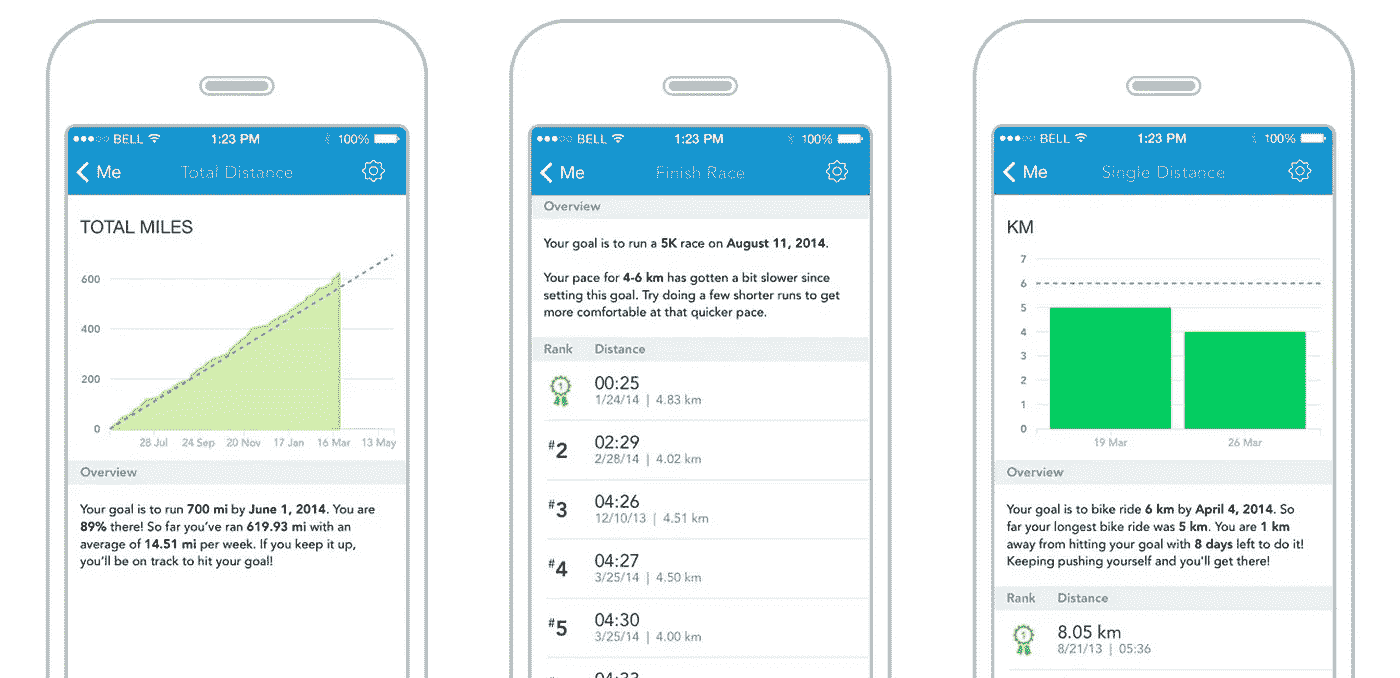 BELL 1:23 PM 100%
Me Total Distance
TOTAL MILES
600
400
200
0
28 Jul 24 Sep 20 Nov 17 Jan 16 Mar 13 May
Overview
Your goal is to run 700 mi by June 1, 2014. You are
89% there! So far you've ran 619.93 mi with an
average of 14.51 mi per week. If you keep it up,
you'll be on track to hit your goal!
BELL 1:23 PM 100%
Me Finish Race
Overview
Your goal is to run a 5K race on August 11, 2014.
Your pace for 4-6 km has gotten a bit slower since
setting this goal. Try doing a few shorter runs to get
more comfortable at that quicker pace.
Rank Distance
1 00:25
1/24/14 | 4.83 km
#2 02:29
2/28/14 | 4.02 km
#3 04:26
12/10/13 | 4.51 km
#4 04:27
3/25/14 | 4.50 km
#5 04:30
3/25/14 | 4.00 km
BELL 1:23 PM 100%
Me Single Distance
KM
7
6
5
4
3
2
1
0
19 Mar 26 Mar
Overview
Your goal is to bike ride 6 km by April 4, 2014. So
far your longest bike ride was 5 km. You are 1 km
away from hitting your goal with 8 days left to do it!
Keeping pushing yourself and you'll get there!
Rank Distance
1 8.05 km
8/21/13 | 05:36